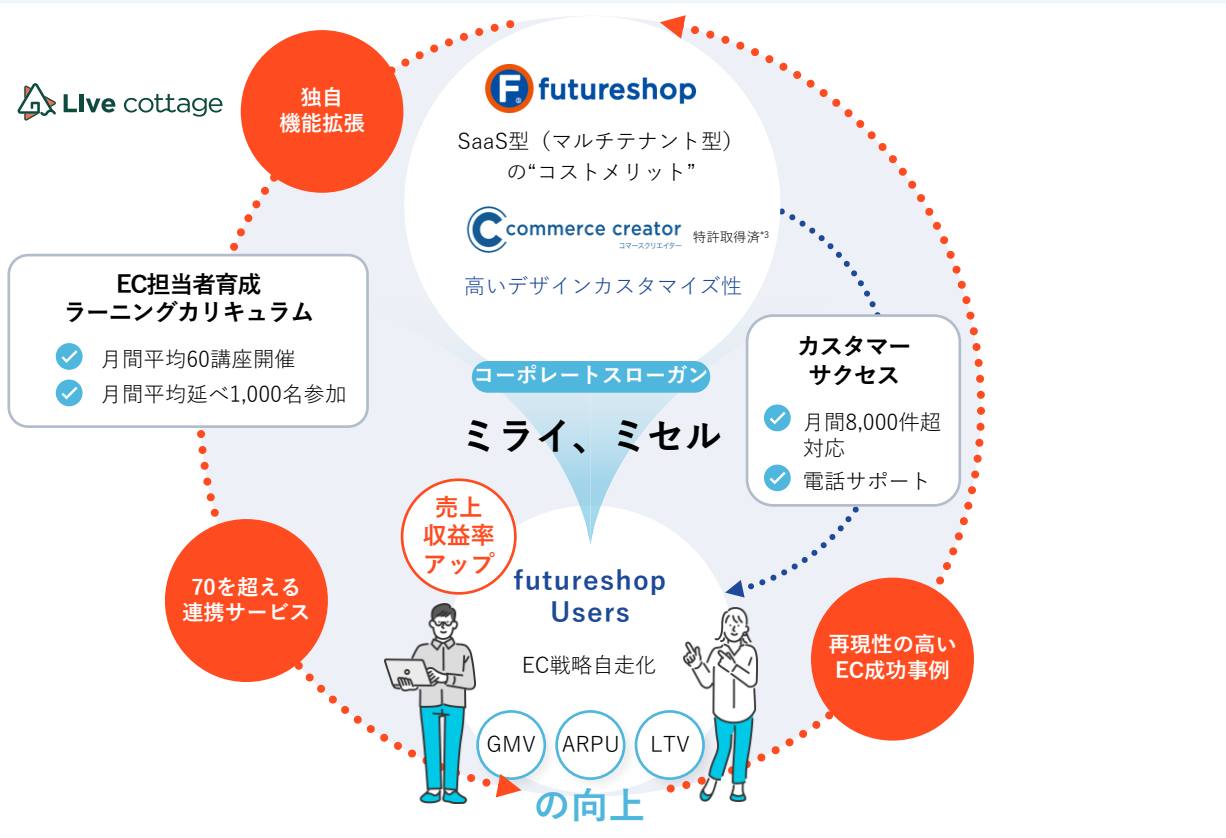 futureshop
SaaS型（マルチテナント型）
の“コストメリット”
commerce creator
コマースクリエイター
特許取得済*3
高いデザインカスタマイズ性
LIve cottage
独自
機能拡張
EC担当者育成
ラーニングカリキュラム
月間平均60講座開催
月間平均延べ1,000名参加
コーポレートスローガン
ミライ、ミセル
カスタマー
サクセス
月間8,000件超
対応
電話サポート
売上
収益率
アップ
70を超える
連携サービス
futureshop
Users
EC戦略自走化
再現性の高い
EC成功事例
GMV
ARPU
LTV
の向上